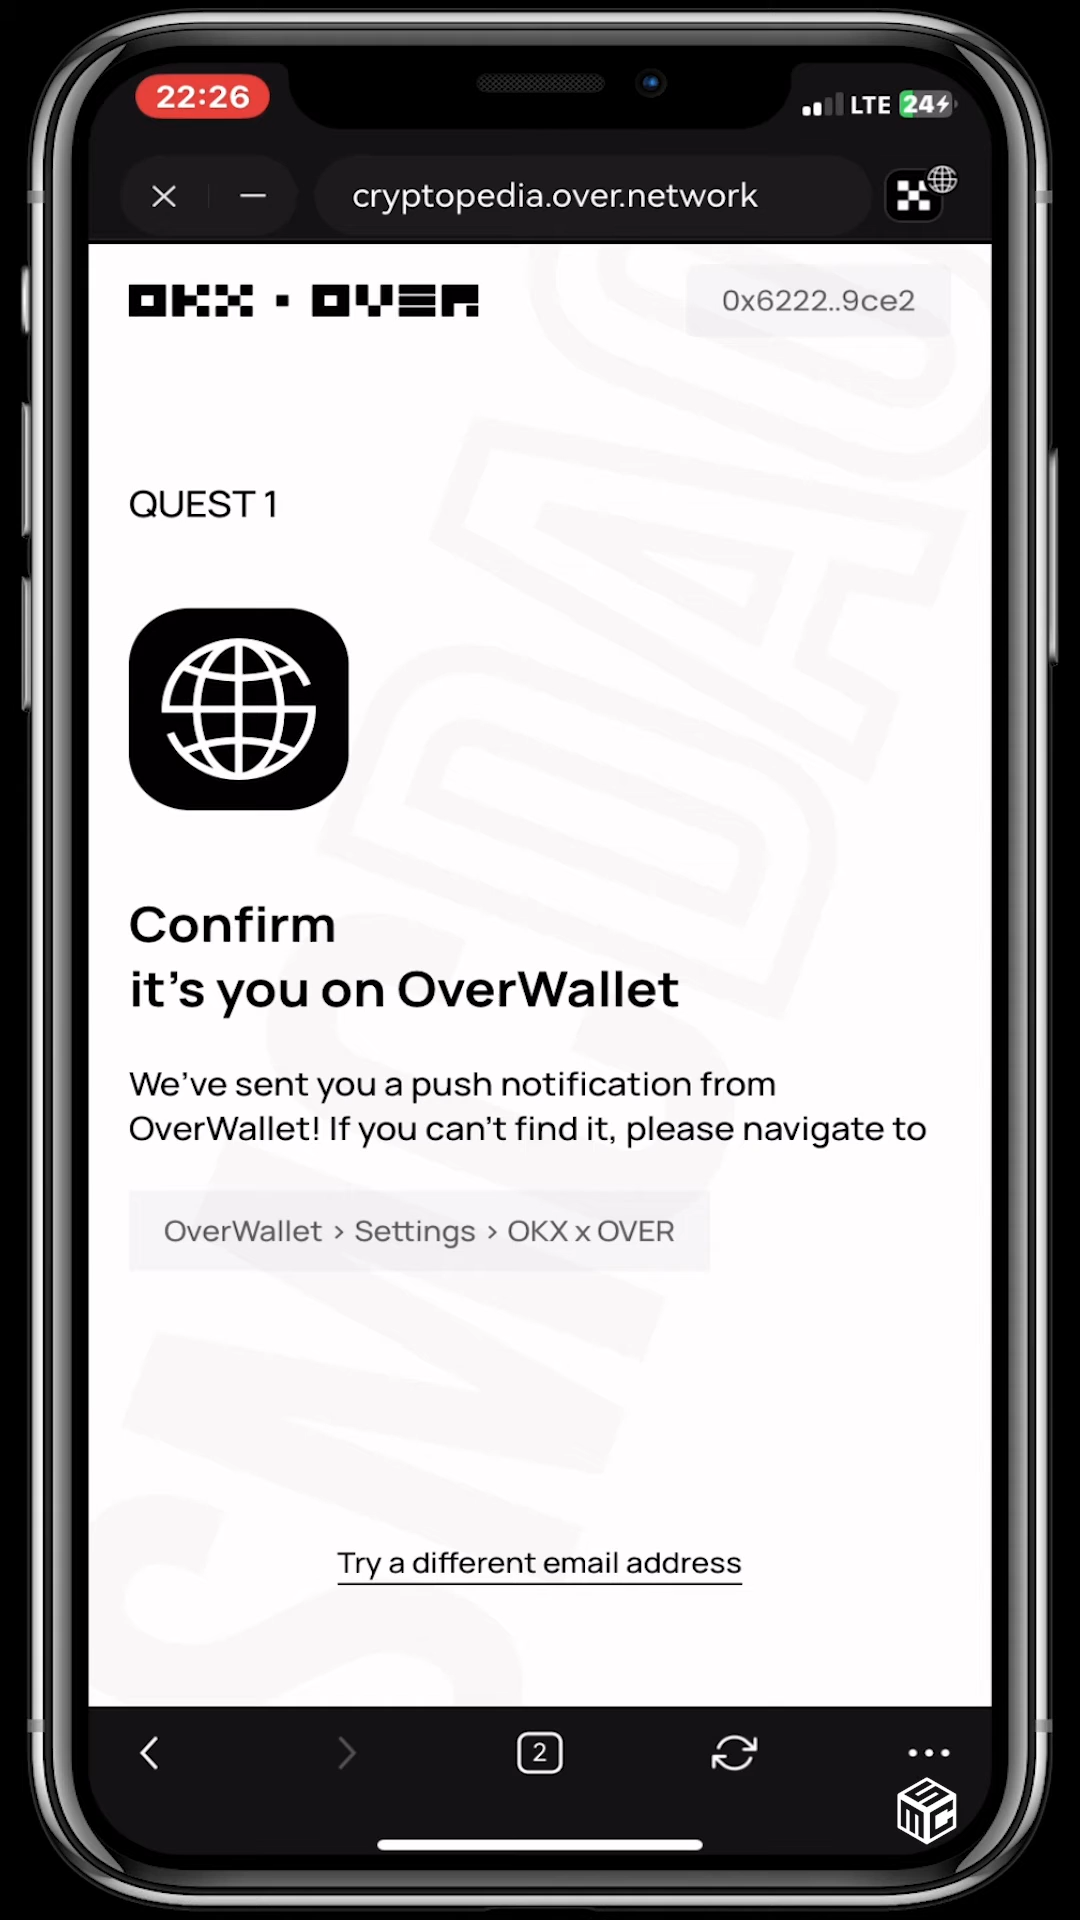 22:26
LTE 24
cryptopedia.over.network
OKX · OVER
0x6222..9ce2
QUEST 1
Confirm
it's you on OverWallet
We've sent you a push notification from
OverWallet! If you can't find it, please navigate to
OverWallet > Settings > OKX x OVER
Try a different email address
2
SMCDAO
SMC